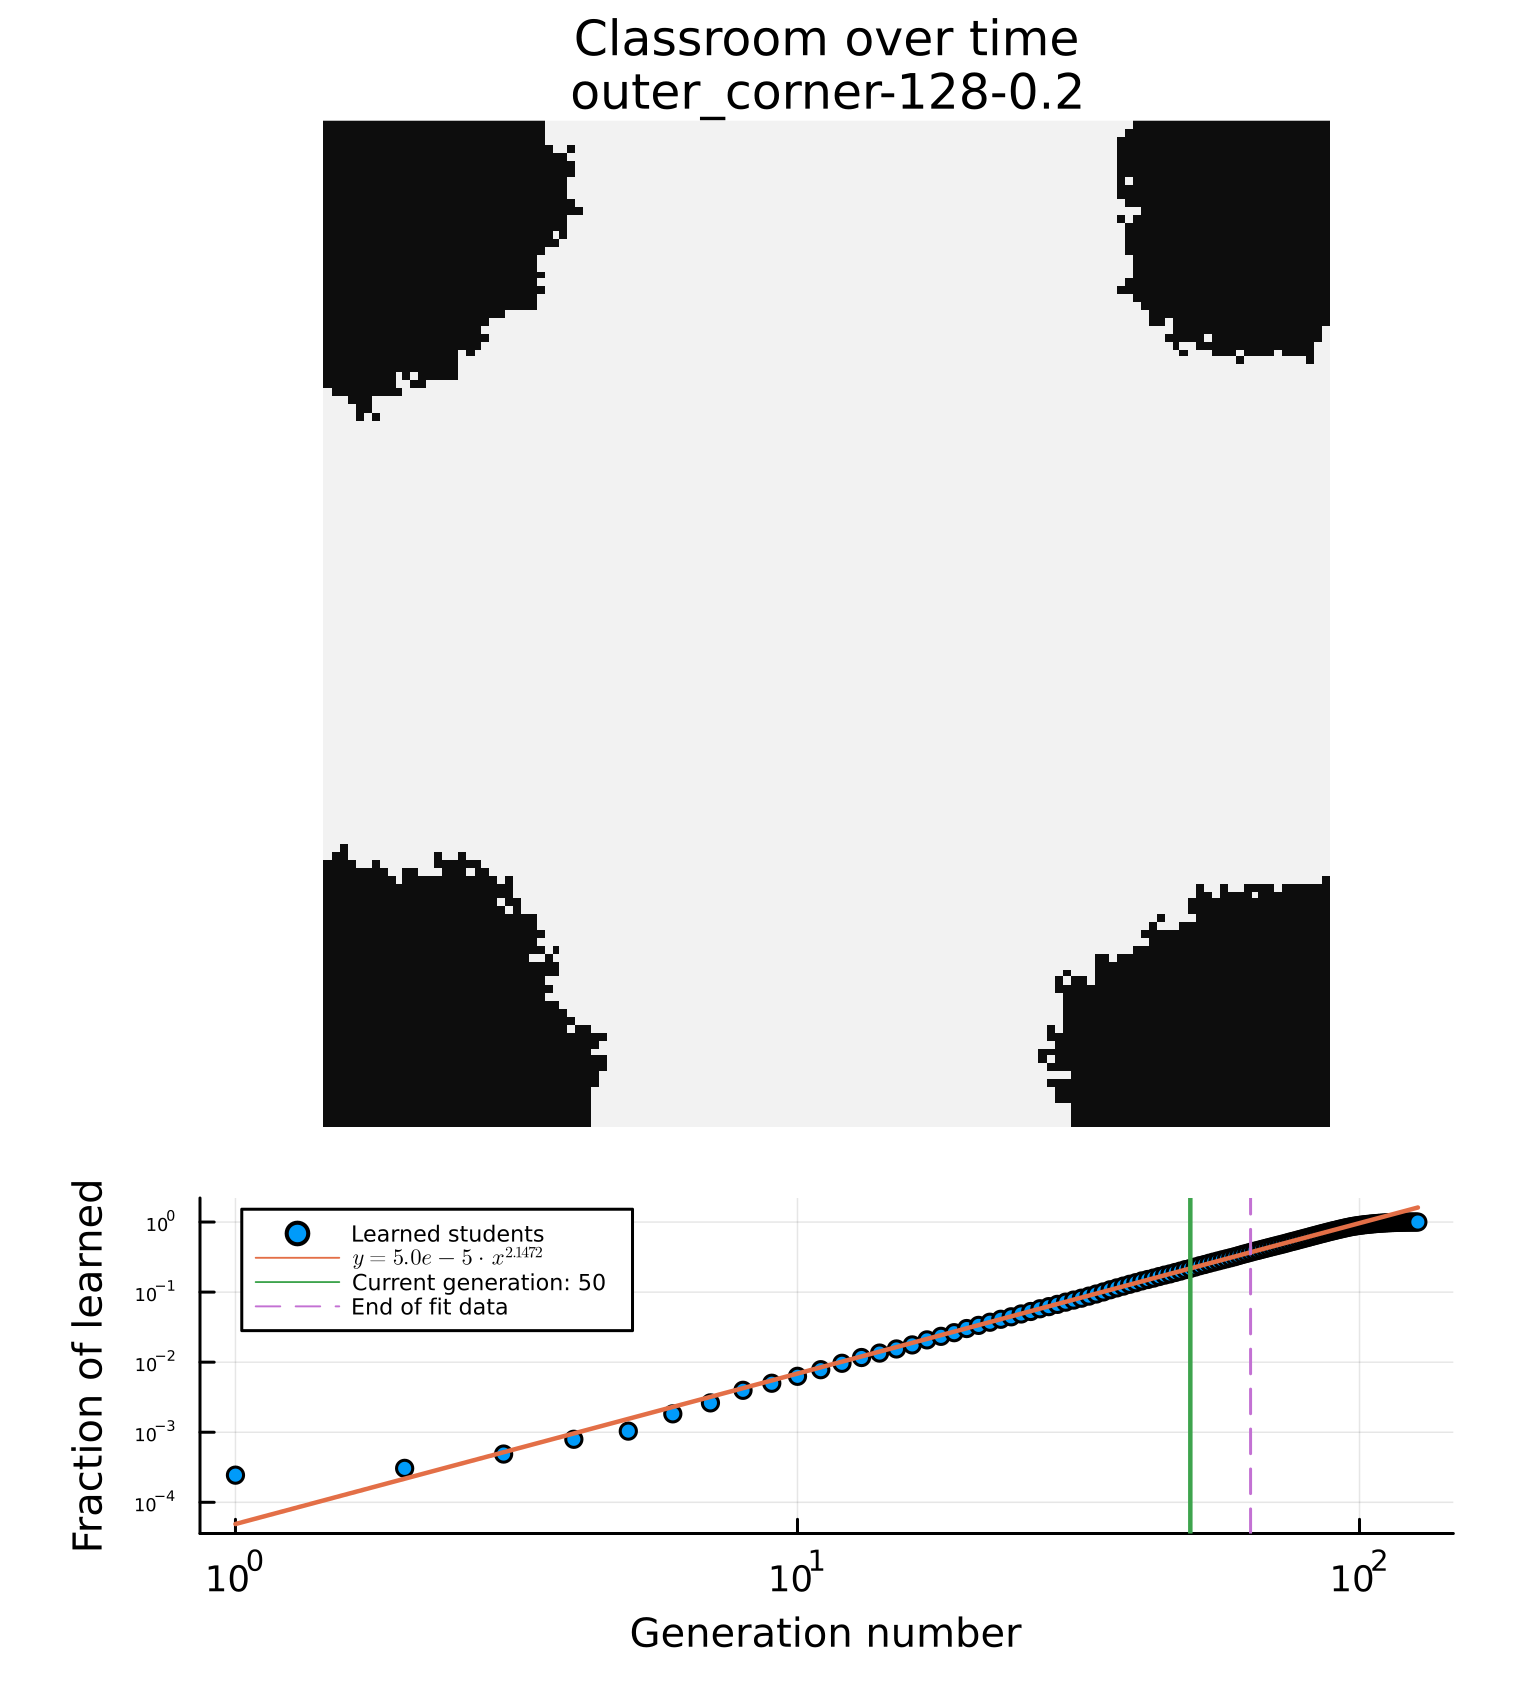 Classroom over time
outer_corner-128-0.2
Fraction of learned
10^0
10^-1
10^-2
10^-3
10^-4
Learned students
y = 5.0e − 5 · x^2.1472
Current generation: 50
End of fit data
10^0 10^1 10^2
Generation number